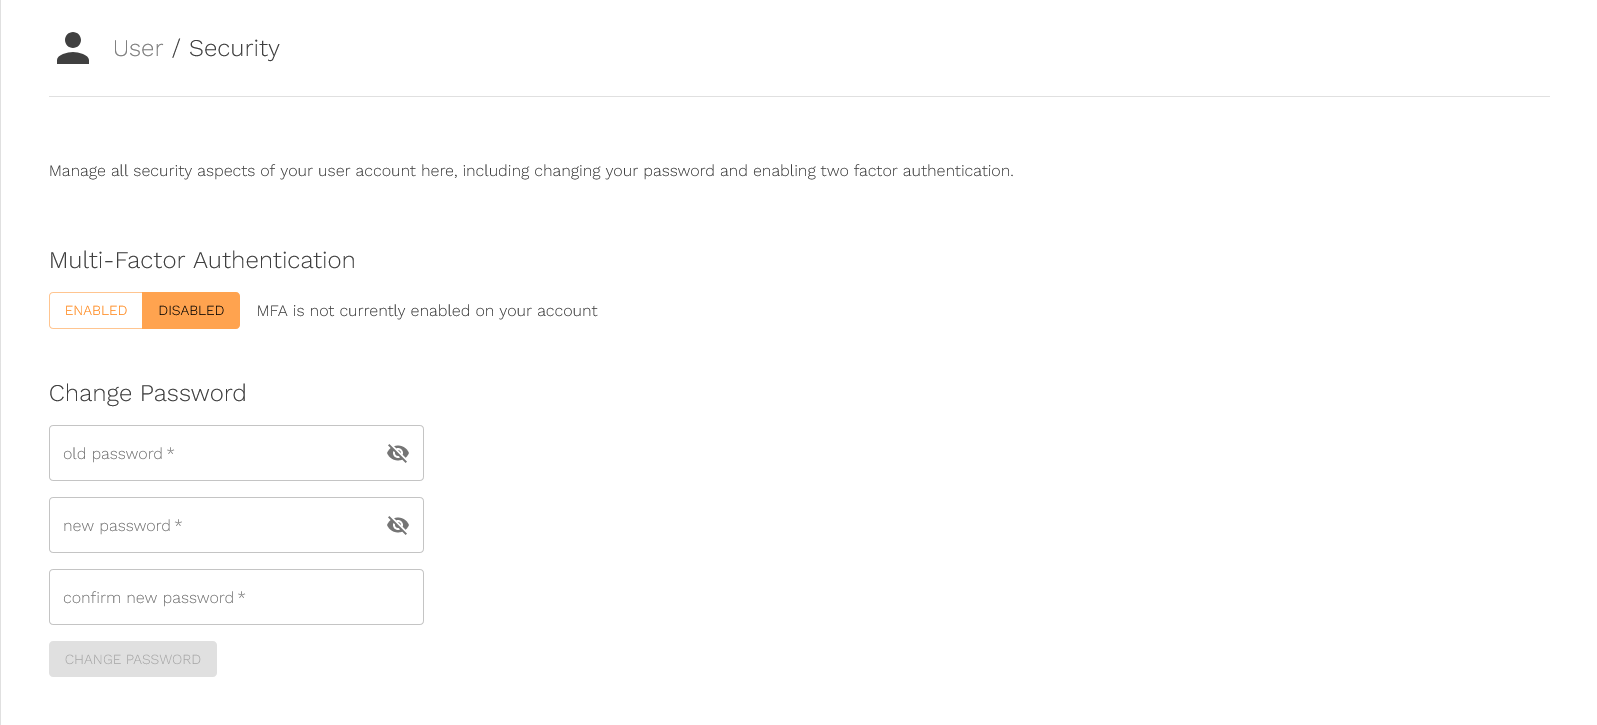 User / Security
Manage all security aspects of your user account here, including changing your password and enabling two factor authentication.
Multi-Factor Authentication
ENABLED DISABLED MFA is not currently enabled on your account
Change Password
old password *
new password *
confirm new password *
CHANGE PASSWORD